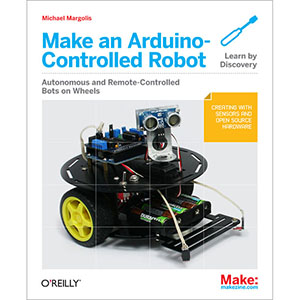 Michael Margolis
Make an Arduino-
Controlled Robot
Learn by
Discovery
Autonomous and Remote-Controlled
Bots on Wheels
CREATING WITH
SENSORS AND
OPEN SOURCE
HARDWARE
O'REILLY®
Make:
makezine.com